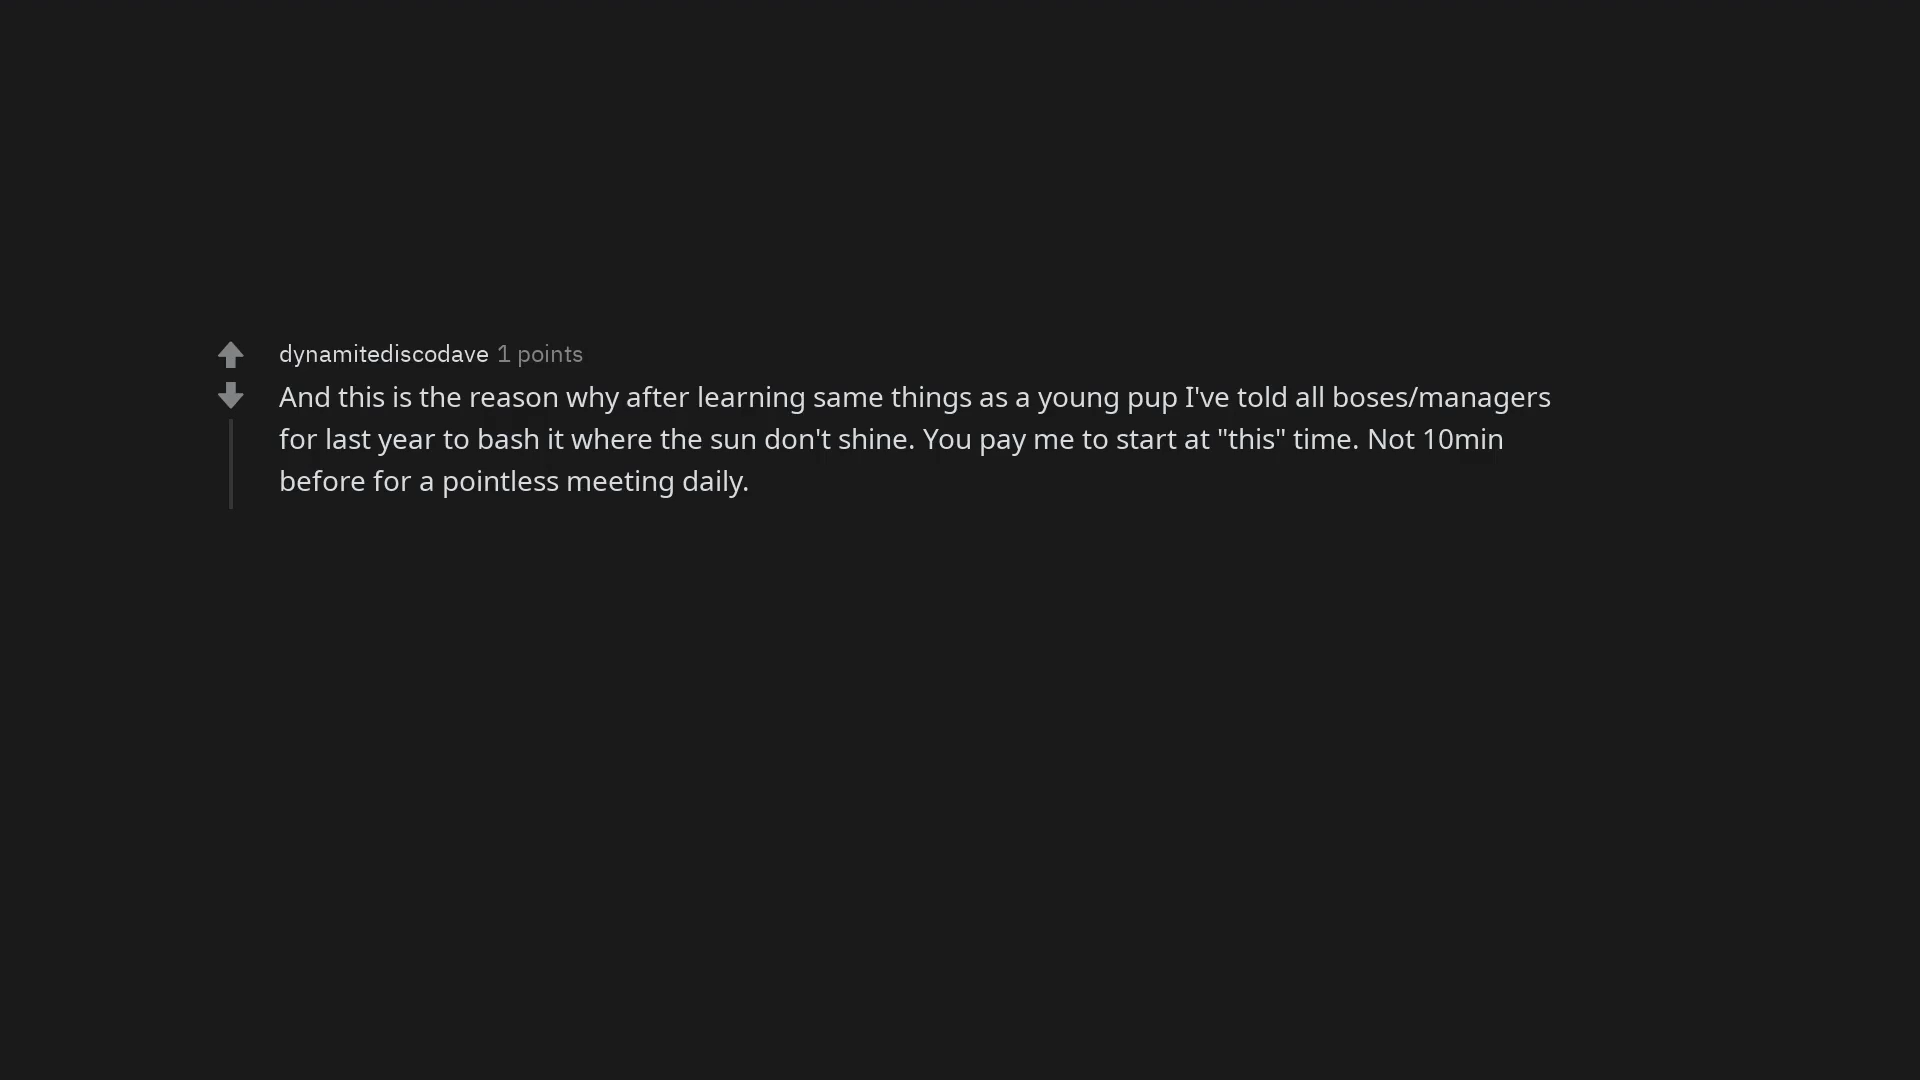 dynamitediscodave 1 points
And this is the reason why after learning same things as a young pup I've told all boses/managers
for last year to bash it where the sun don't shine. You pay me to start at "this" time. Not 10min
before for a pointless meeting daily.